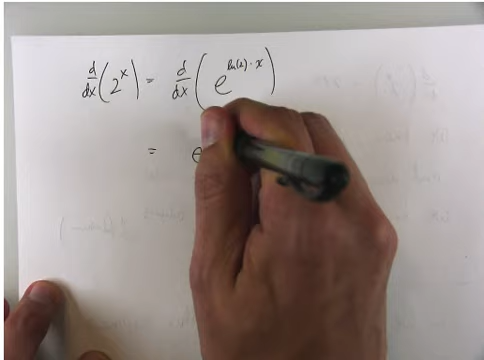 d/dx (2^x) = d/dx (e^{ln(2)·x})
= e